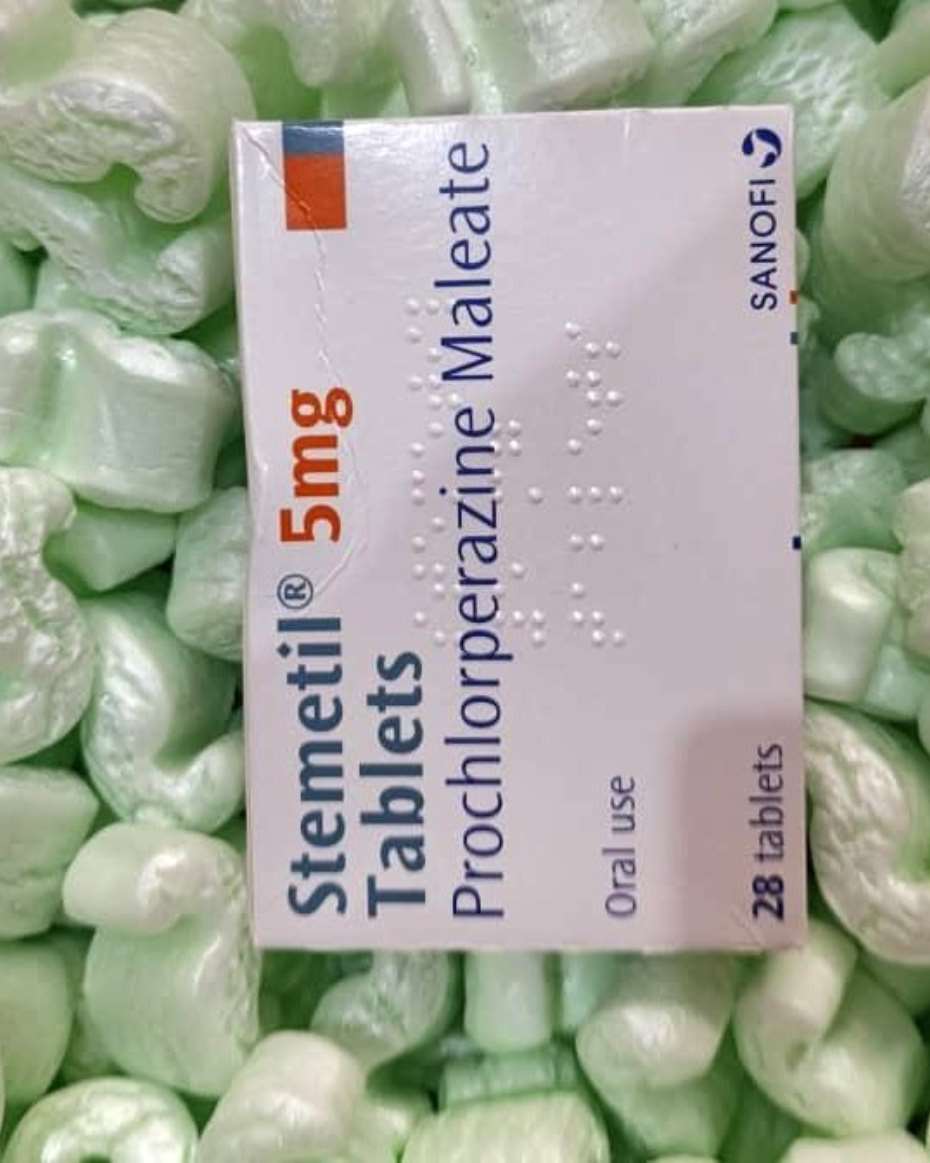 Stemetil® 5mg
Tablets
Prochlorperazine Maleate
Oral use
28 tablets
SANOFI